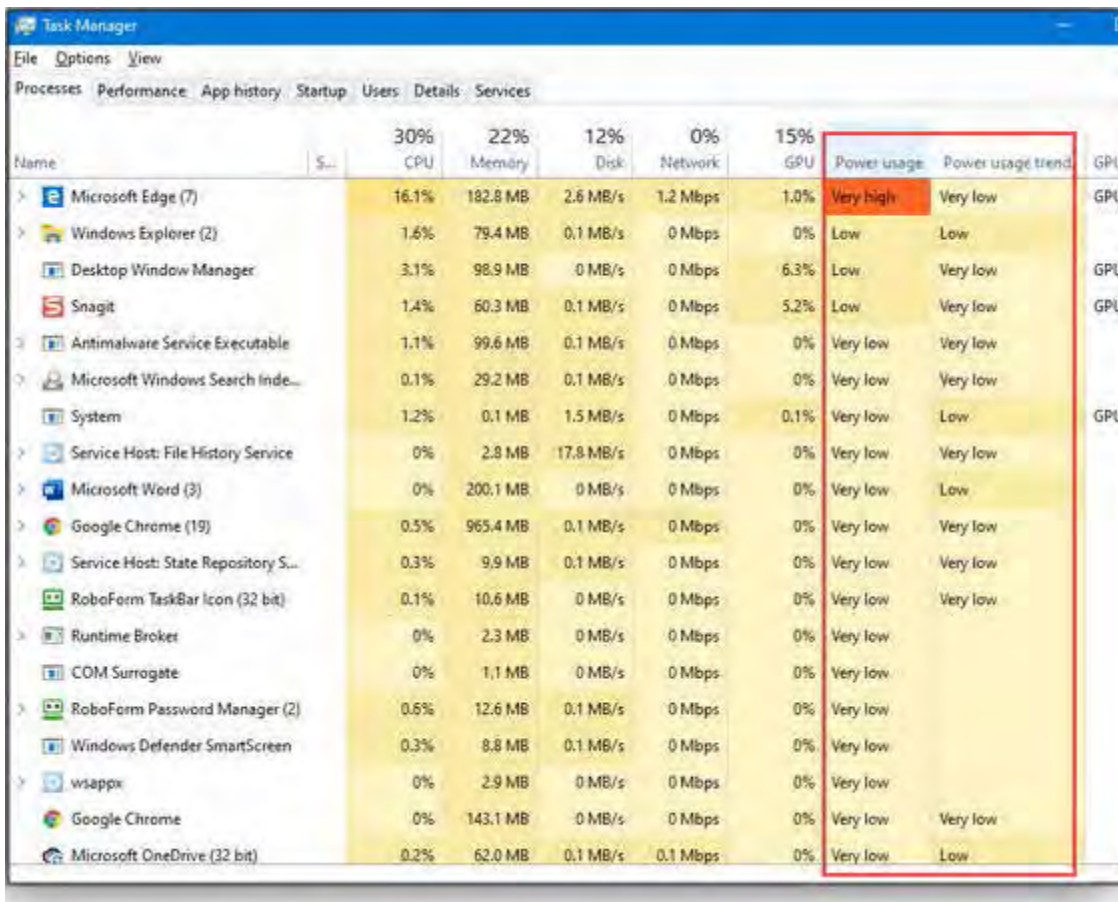 Task Manager
File Options View
Processes Performance App history Startup Users Details Services
30% 22% 12% 0% 15%
Name S... CPU Memory Disk Network GPU Power usage Power usage trend GPU
Microsoft Edge (7) 16.1% 182.8 MB 2.6 MB/s 1.2 Mbps 1.0% Very high Very low GPU
Windows Explorer (2) 1.6% 79.4 MB 0.1 MB/s 0 Mbps 0% Low Low
Desktop Window Manager 3.1% 98.9 MB 0 MB/s 0 Mbps 6.3% Low Very low GPU
Snagit 1.4% 60.3 MB 0.1 MB/s 0 Mbps 5.2% Low Very low GPU
Antimalware Service Executable 1.1% 99.6 MB 0.1 MB/s 0 Mbps 0% Very low Very low
Microsoft Windows Search Inde... 0.1% 29.2 MB 0.1 MB/s 0 Mbps 0% Very low Very low
System 1.2% 0.1 MB 1.5 MB/s 0 Mbps 0.1% Very low Low GPU
Service Host: File History Service 0% 2.8 MB 17.8 MB/s 0 Mbps 0% Very low Very low
Microsoft Word (3) 0% 200.1 MB 0 MB/s 0 Mbps 0% Very low Low
Google Chrome (19) 0.5% 965.4 MB 0.1 MB/s 0 Mbps 0% Very low Very low
Service Host: State Repository S... 0.3% 9.9 MB 0.1 MB/s 0 Mbps 0% Very low Very low
RoboForm TaskBar Icon (32 bit) 0.1% 10.6 MB 0 MB/s 0 Mbps 0% Very low Very low
Runtime Broker 0% 2.3 MB 0 MB/s 0 Mbps 0% Very low
COM Surrogate 0% 1.1 MB 0 MB/s 0 Mbps 0% Very low
RoboForm Password Manager (2) 0.6% 12.6 MB 0.1 MB/s 0 Mbps 0% Very low
Windows Defender SmartScreen 0.3% 8.8 MB 0.1 MB/s 0 Mbps 0% Very low
wsappx 0% 2.9 MB 0 MB/s 0 Mbps 0% Very low
Google Chrome 0% 143.1 MB 0 MB/s 0 Mbps 0% Very low Very low
Microsoft OneDrive (32 bit) 0.2% 62.0 MB 0.1 MB/s 0.1 Mbps 0% Very low Low